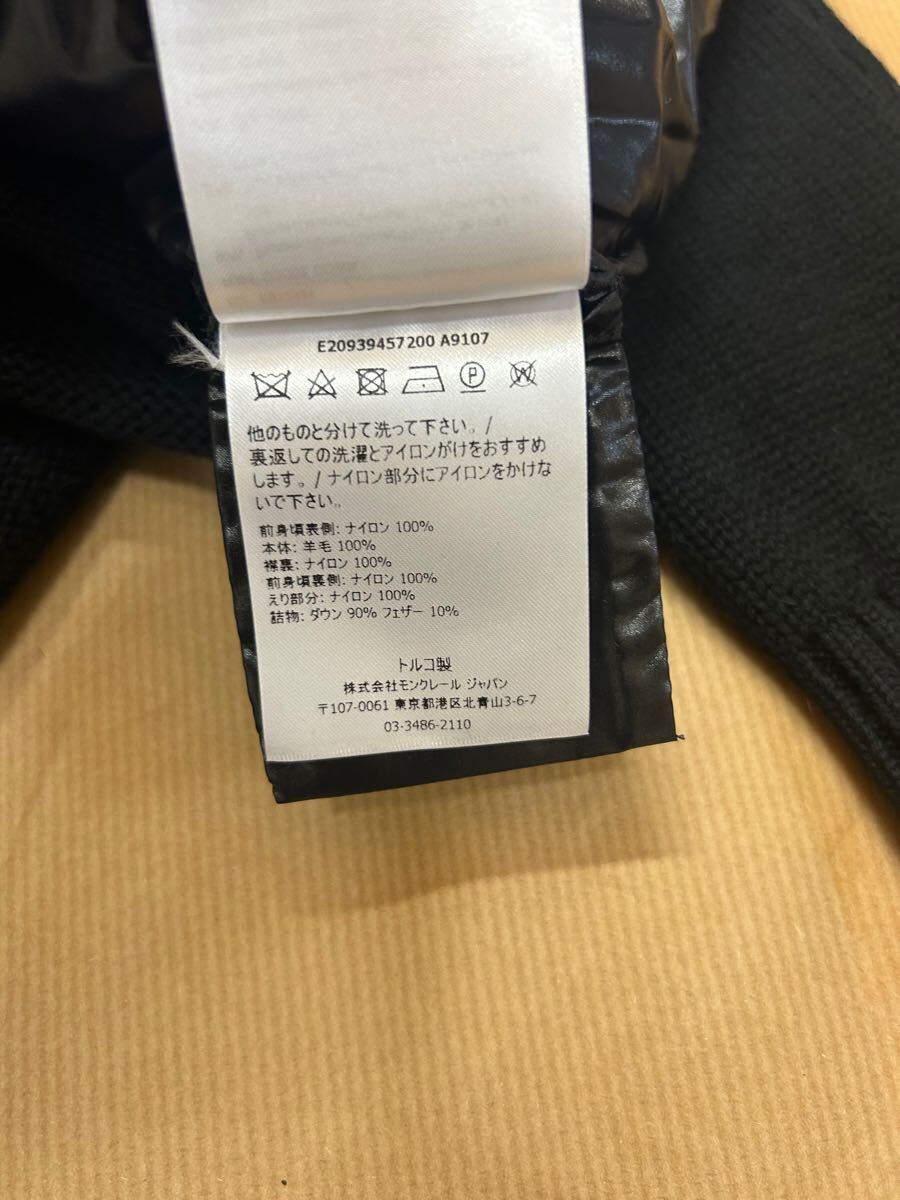 E20939457200 A9107
P
W
他のものと分けて洗って下さい。/
裏返しての洗濯とアイロンがけをおすすめ
します。/ ナイロン部分にアイロンをかけな
いで下さい。
前身頃表側: ナイロン 100%
本体: 羊毛 100%
襟裏: ナイロン 100%
前身頃裏側: ナイロン 100%
えり部分: ナイロン 100%
詰物: ダウン 90% フェザー 10%
トルコ製
株式会社モンクレール ジャパン
〒107-0061 東京都港区北青山3-6-7
03-3486-2110